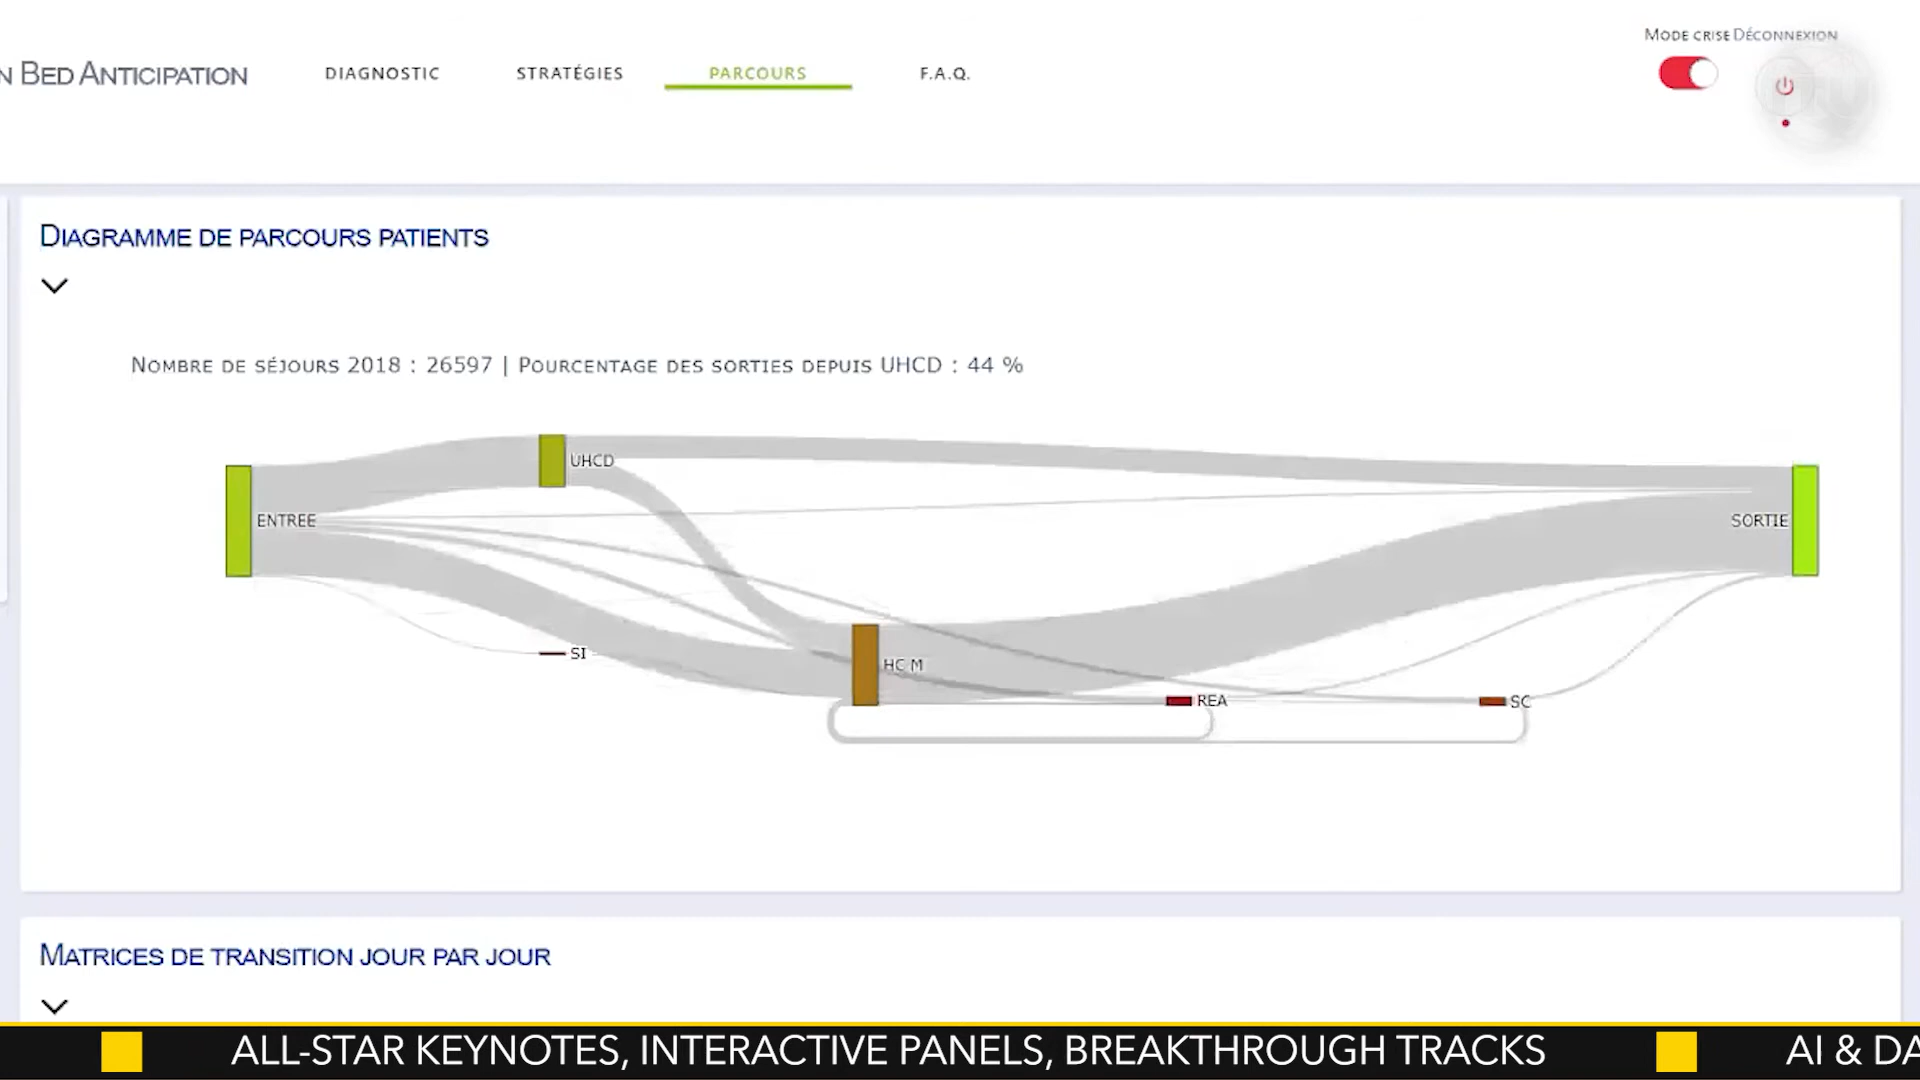 N BED ANTICIPATION
DIAGNOSTIC
STRATÉGIES
PARCOURS
F.A.Q.
MODE CRISE
DÉCONNEXION
DIAGRAMME DE PARCOURS PATIENTS
NOMBRE DE SÉJOURS 2018 : 26597 | POURCENTAGE DES SORTIES DEPUIS UHCD : 44 %
UHCD
ENTREE
SORTIE
SI
HC M
REA
SC
MATRICES DE TRANSITION JOUR PAR JOUR
ALL-STAR KEYNOTES, INTERACTIVE PANELS, BREAKTHROUGH TRACKS
AI & DA